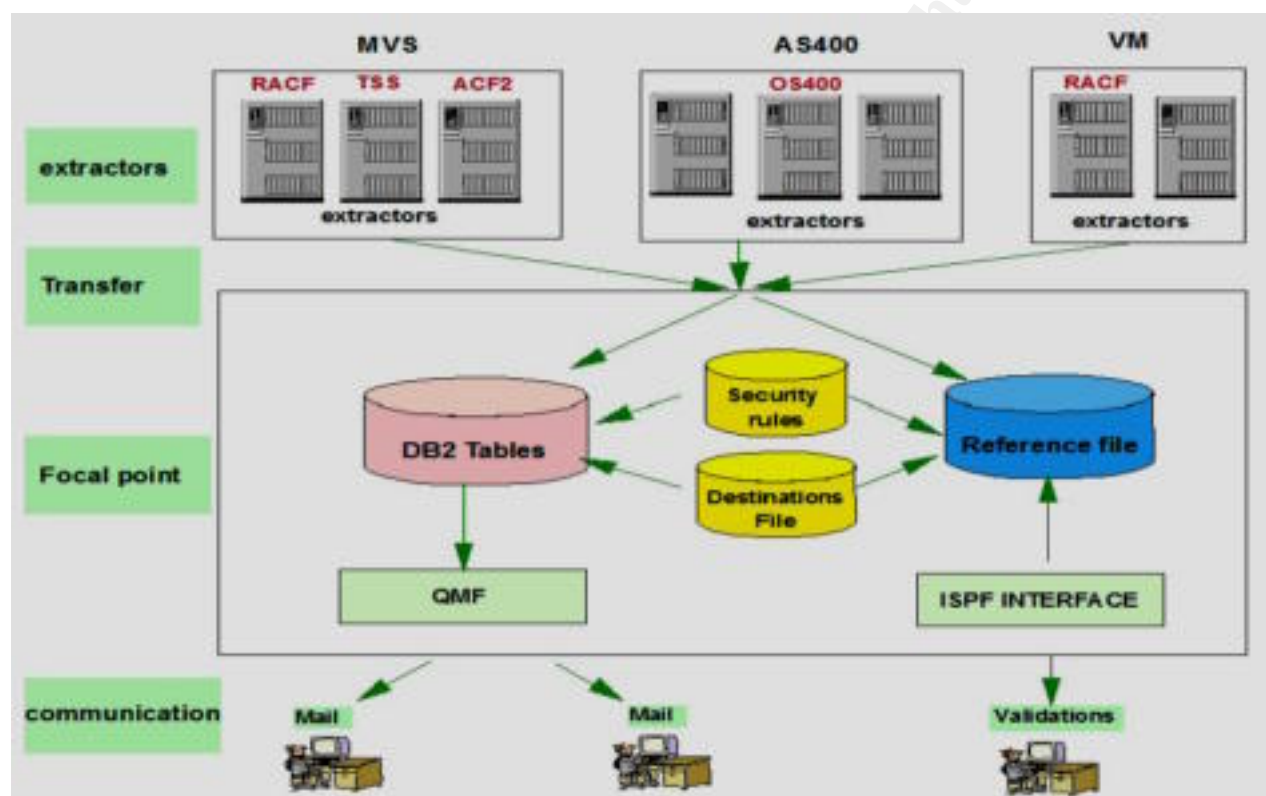 MVS
AS400
VM
RACF TSS ACF2
OS400
RACF
extractors
extractors
extractors
extractors
Transfer
Security
rules
DB2 Tables
Reference file
Focal point
Destinations
File
QMF
ISPF INTERFACE
communication
Mail
Mail
Validations